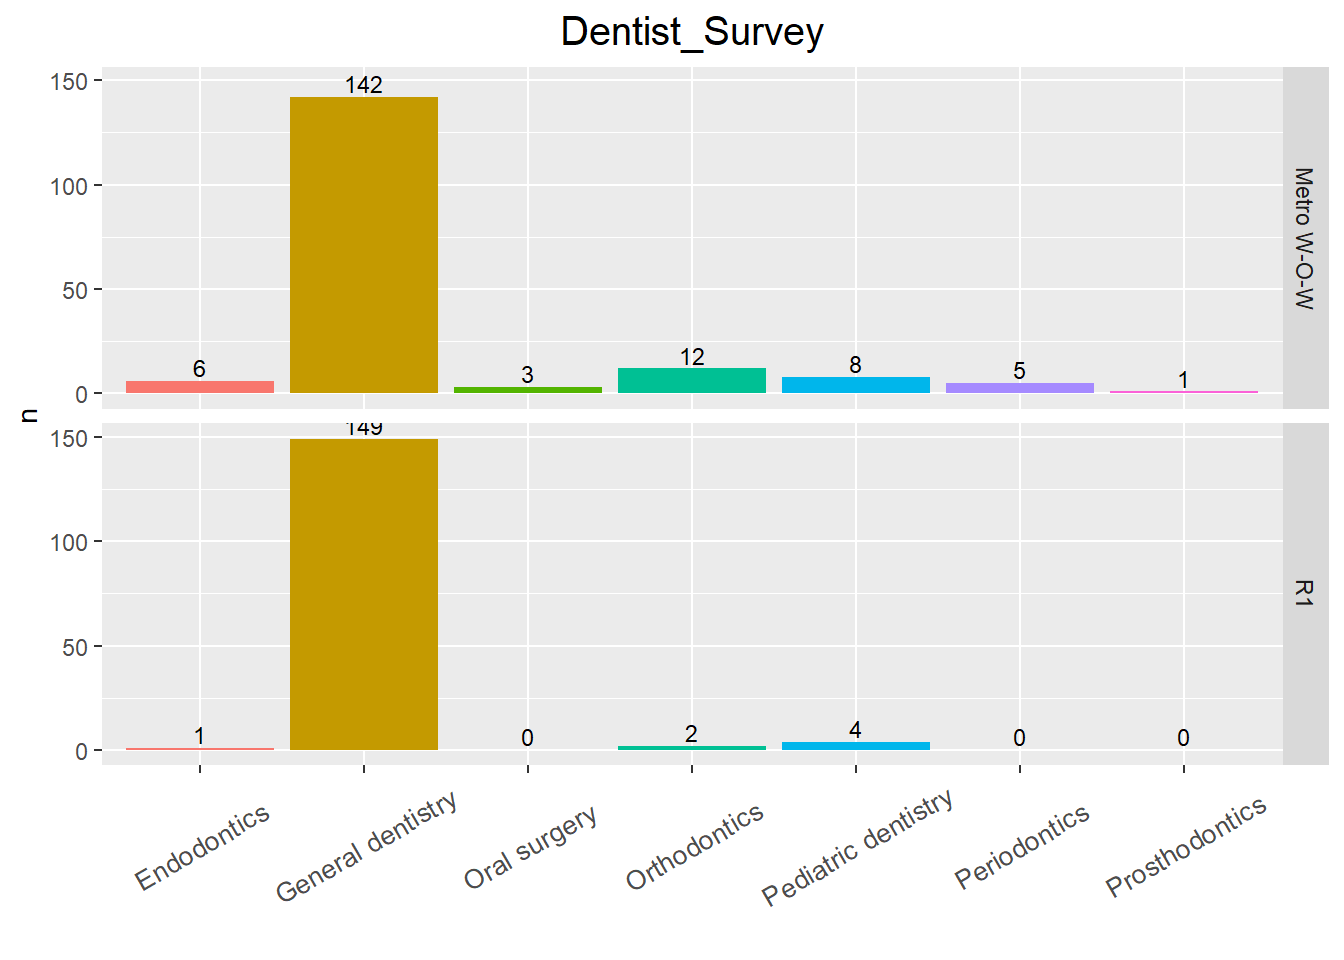 Dentist_Survey
150
100
50
0
142
6
3
12
8
5
1
Metro W-O-W
n
150
100
50
0
149
1
0
2
4
0
0
R1
Endodontics
General dentistry
Oral surgery
Orthodontics
Pediatric dentistry
Periodontics
Prosthodontics